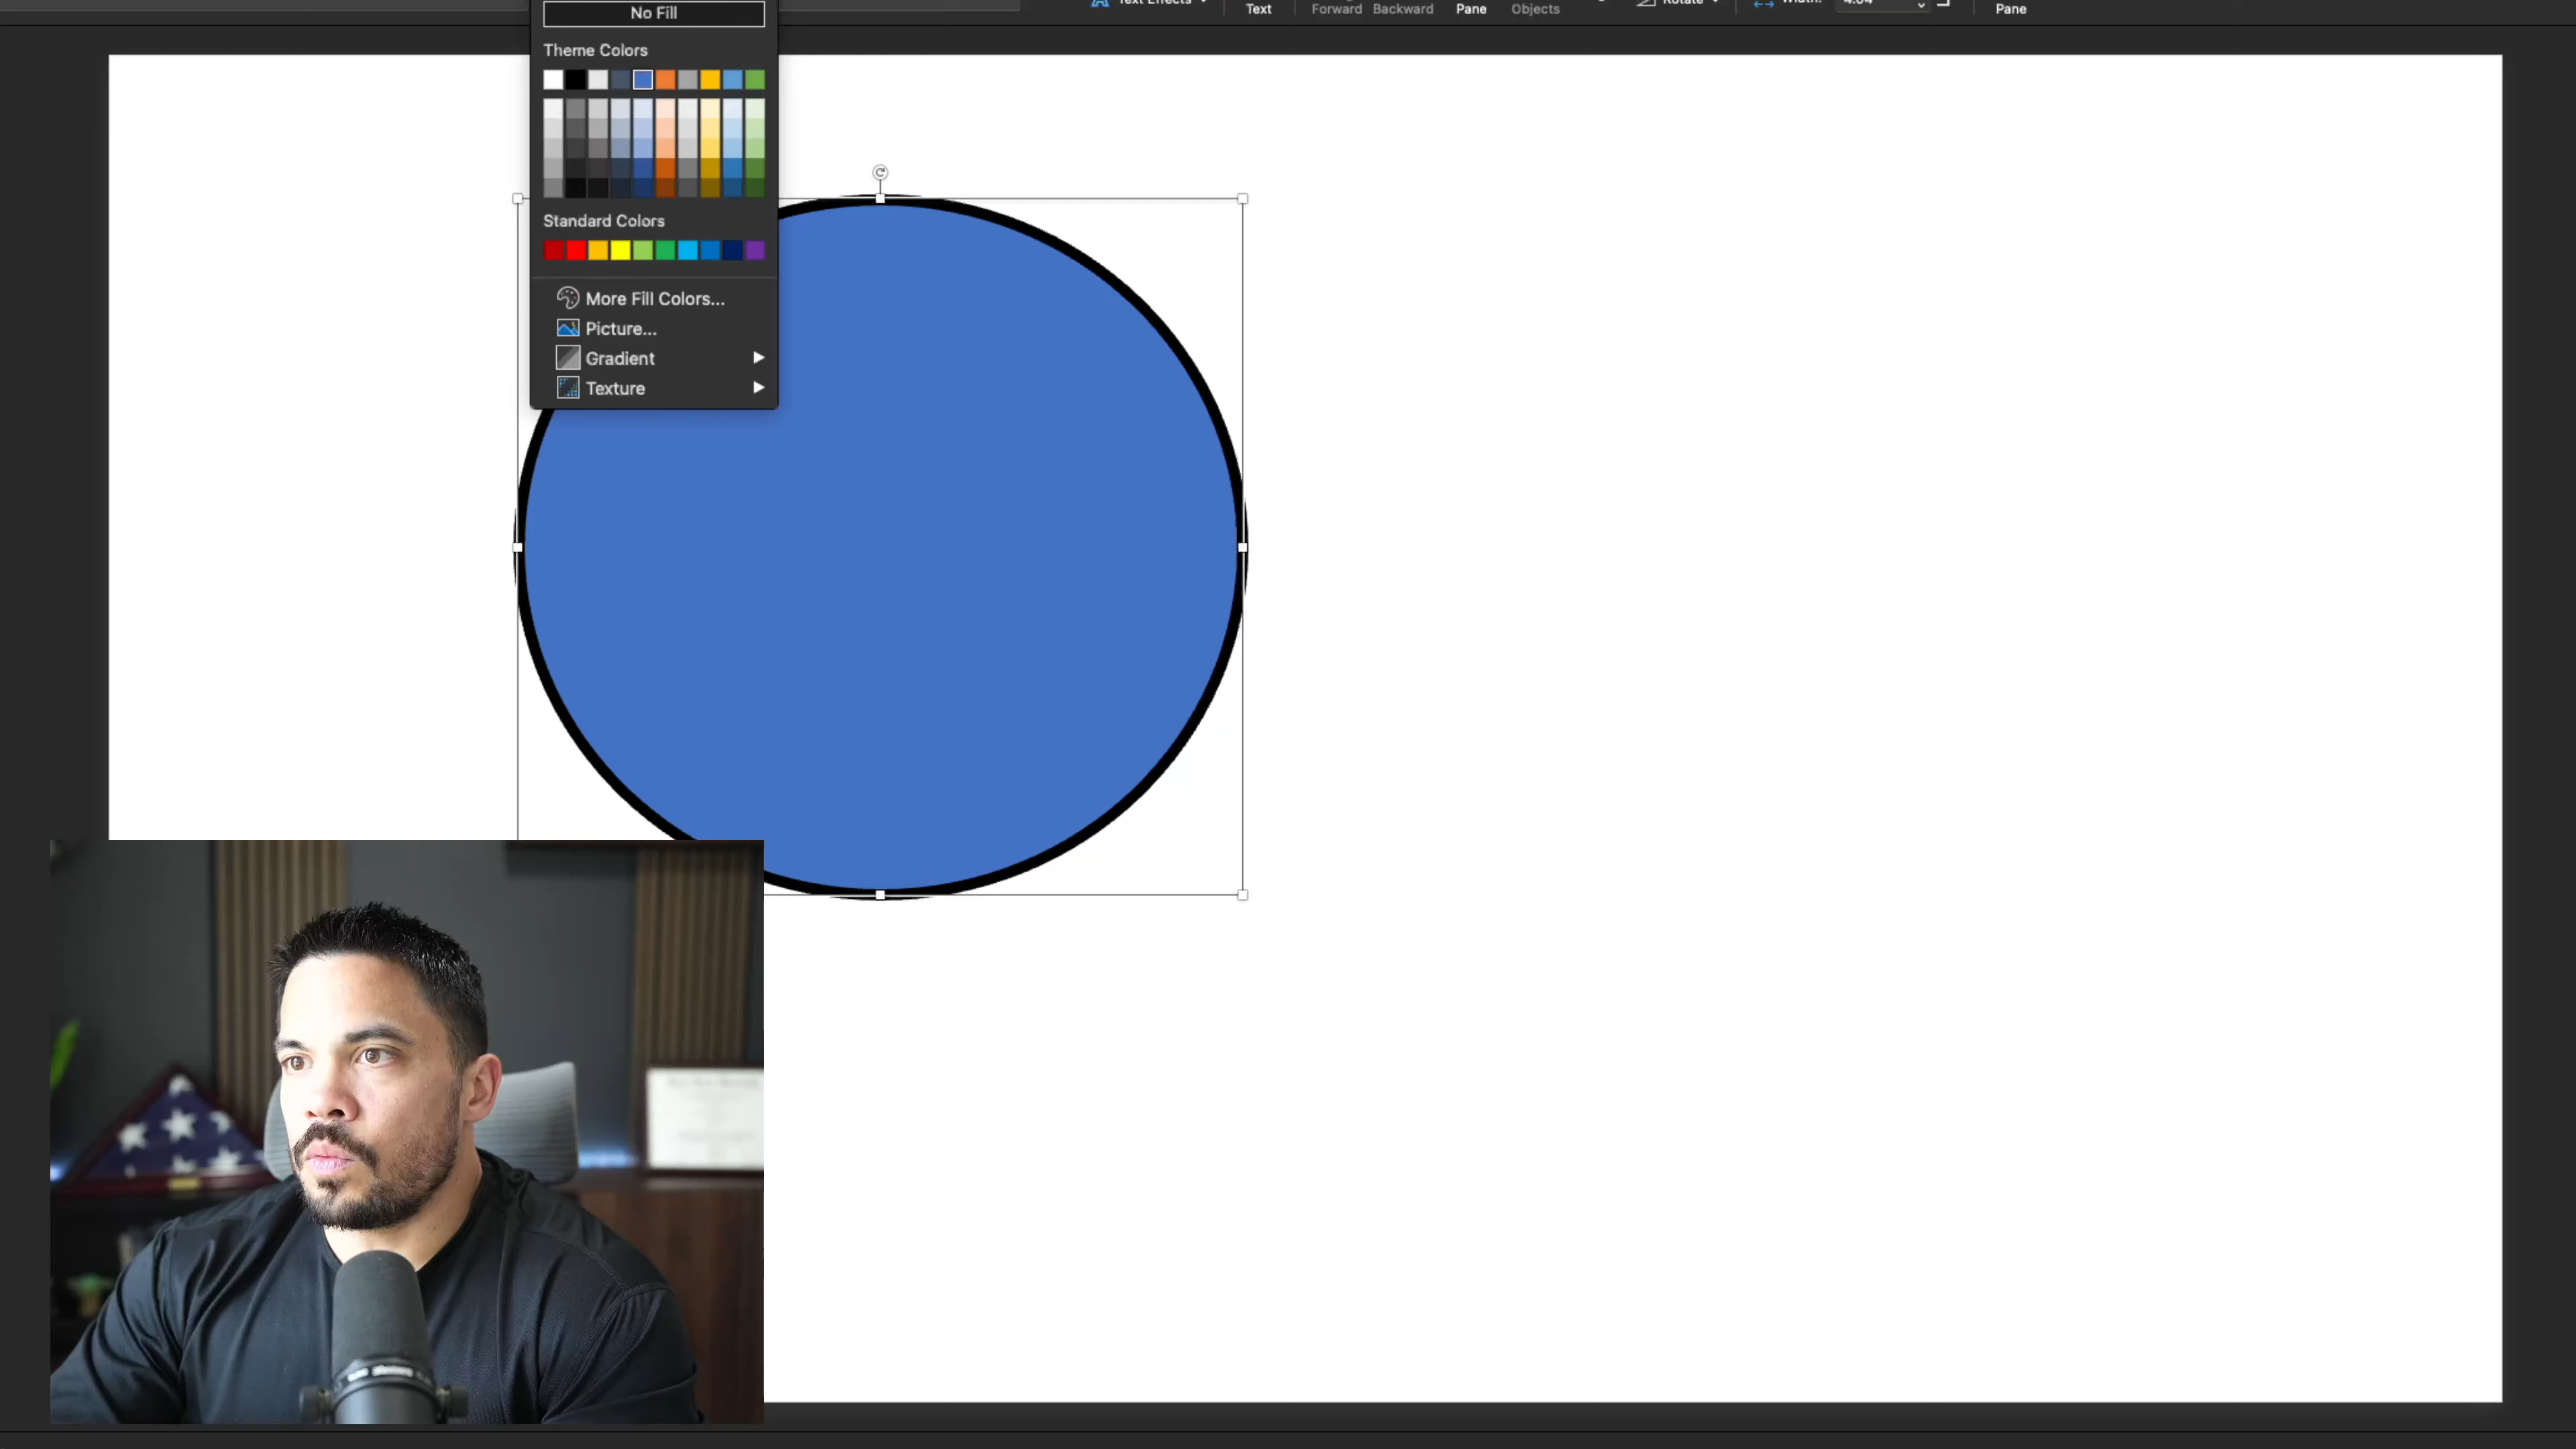 No Fill
Text Effects
Text
Forward
Backward
Pane
Objects
Rotate
Width:
Pane
Theme Colors
Standard Colors
More Fill Colors...
Picture...
Gradient
Texture